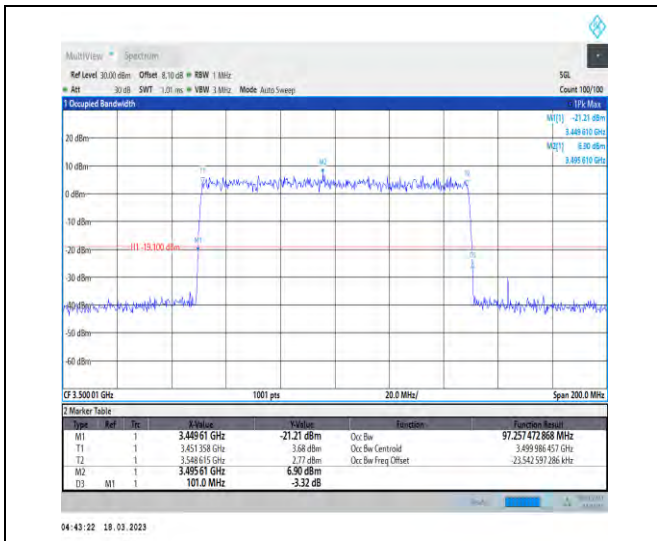 MultiView Spectrum
Ref Level 30.00 dBm Offset 8.10 dB RBW 1 MHz SGL
Att 30 dB SWT 1.01 ms VBW 3 MHz Mode Auto Sweep Count 100/100
1 Occupied Bandwidth 1Pk Max
M1[1] -21.21 dBm
3.449 610 GHz
20 dBm
M2[1] 6.90 dBm
3.495 610 GHz
10 dBm
T1 M2
0 dBm
-10 dBm
M1
H1 -19.100 dBm
-20 dBm
-30 dBm
-40 dBm
-50 dBm
-60 dBm
CF 3.500 01 GHz 1001 pts 20.0 MHz/ Span 200.0 MHz
2 Marker Table
Type Ref Trc X-Value Y-Value Function Function Result
M1 1 3.449 61 GHz -21.21 dBm Occ Bw 97.257 472 868 MHz
T1 1 3.451 358 GHz 3.68 dBm Occ Bw Centroid 3.499 986 457 GHz
T2 1 3.548 615 GHz 2.77 dBm Occ Bw Freq Offset -23.542 597 286 kHz
M2 1 3.495 61 GHz 6.90 dBm
D3 M1 1 101.0 MHz -3.32 dB
04:43:22 18.03.2023